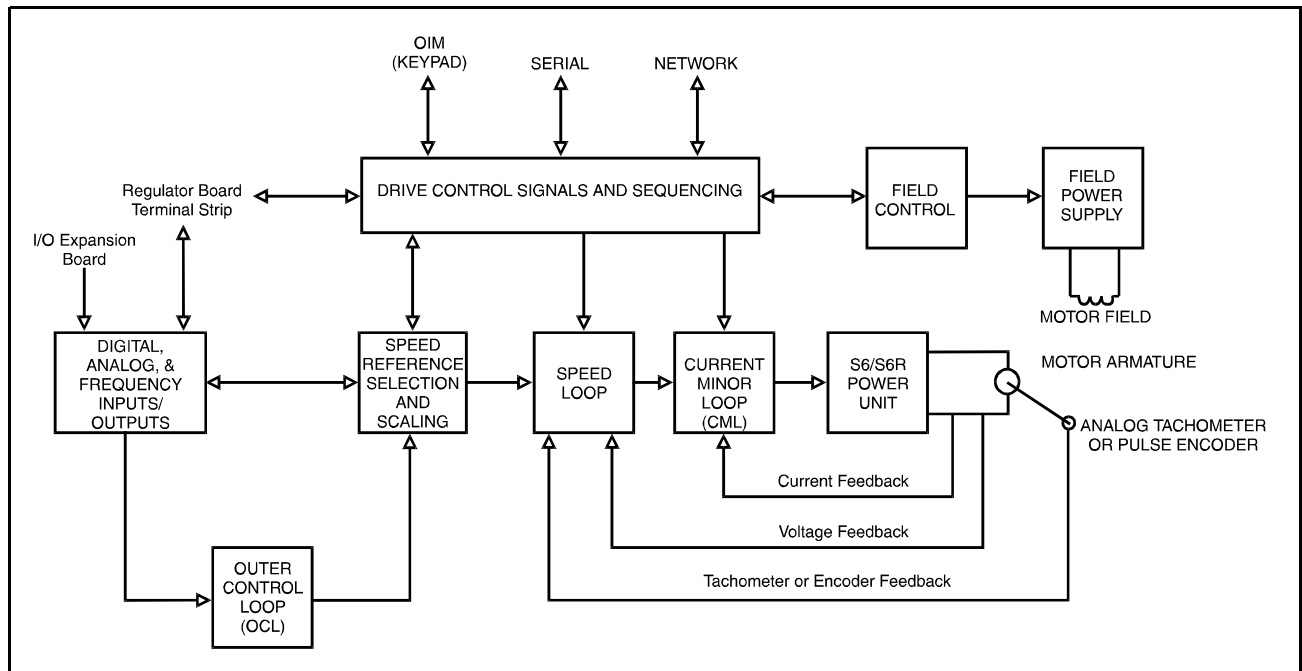 OIM
(KEYPAD)
SERIAL
NETWORK
DRIVE CONTROL SIGNALS AND SEQUENCING
FIELD
CONTROL
FIELD
POWER
SUPPLY
Regulator Board
Terminal Strip
I/O Expansion
Board
MOTOR FIELD
DIGITAL,
ANALOG, &
FREQUENCY
INPUTS/
OUTPUTS
SPEED
REFERENCE
SELECTION
AND
SCALING
SPEED
LOOP
CURRENT
MINOR
LOOP
(CML)
S6/S6R
POWER
UNIT
MOTOR ARMATURE
ANALOG TACHOMETER
OR PULSE ENCODER
Current Feedback
Voltage Feedback
Tachometer or Encoder Feedback
OUTER
CONTROL
LOOP
(OCL)